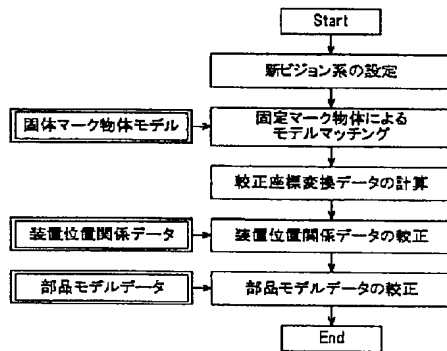 Start
新ビジョン系の設定
固体マーク物体モデル
固定マーク物体による
モデルマッチング
較正座標変換データの計算
装置位置関係データ
装置位置関係データの較正
部品モデルデータ
部品モデルデータの較正
End